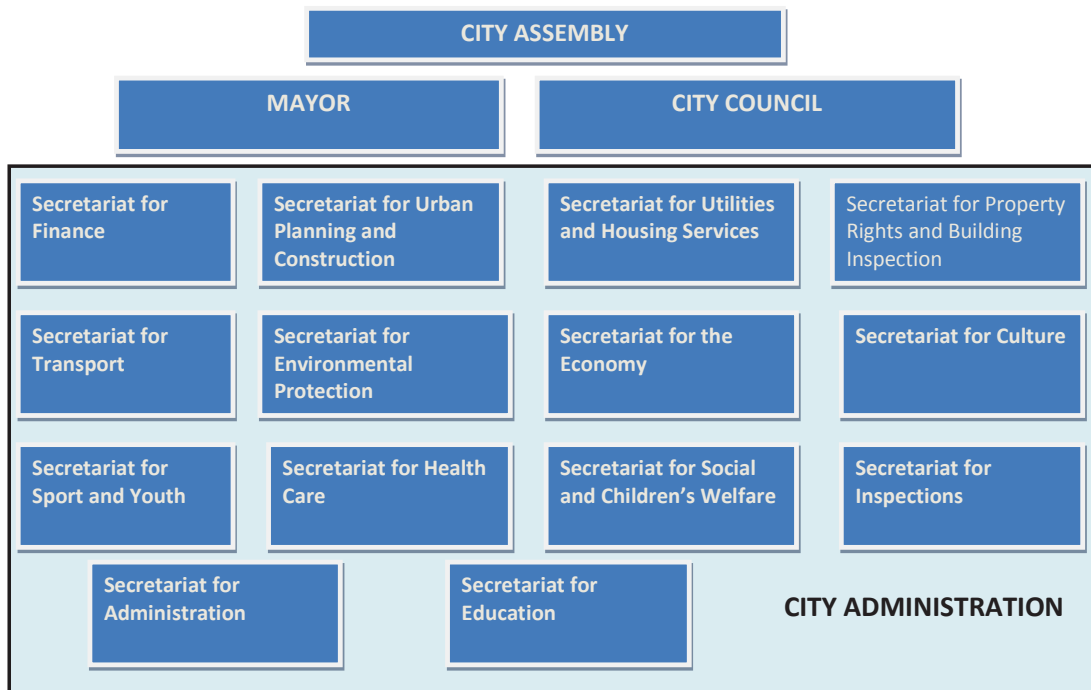 CITY ASSEMBLY
MAYOR
CITY COUNCIL
Secretariat for
Finance
Secretariat for Urban
Planning and
Construction
Secretariat for Utilities
and Housing Services
Secretariat for Property
Rights and Building
Inspection
Secretariat for
Transport
Secretariat for
Environmental
Protection
Secretariat for the
Economy
Secretariat for Culture
Secretariat for
Sport and Youth
Secretariat for Health
Care
Secretariat for Social
and Children’s Welfare
Secretariat for
Inspections
Secretariat for
Administration
Secretariat for
Education
CITY ADMINISTRATION